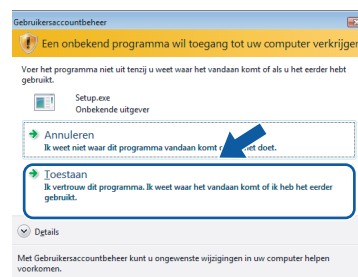 Gebruikersaccountbeheer
Een onbekend programma wil toegang tot uw computer verkrijgen
Voer het programma niet uit tenzij u weet waar het vandaan komt of als u het eerder hebt
gebruikt.
Setup.exe
Onbekende uitgever
Annuleren
Ik weet niet waar dit programma vandaan komt doet.
Toestaan
Ik vertrouw dit programma. Ik weet waar het vandaan komt of ik heb het eerder
gebruikt.
Details
Met Gebruikersaccountbeheer kunt u ongewenste wijzigingen in uw computer helpen
voorkomen.